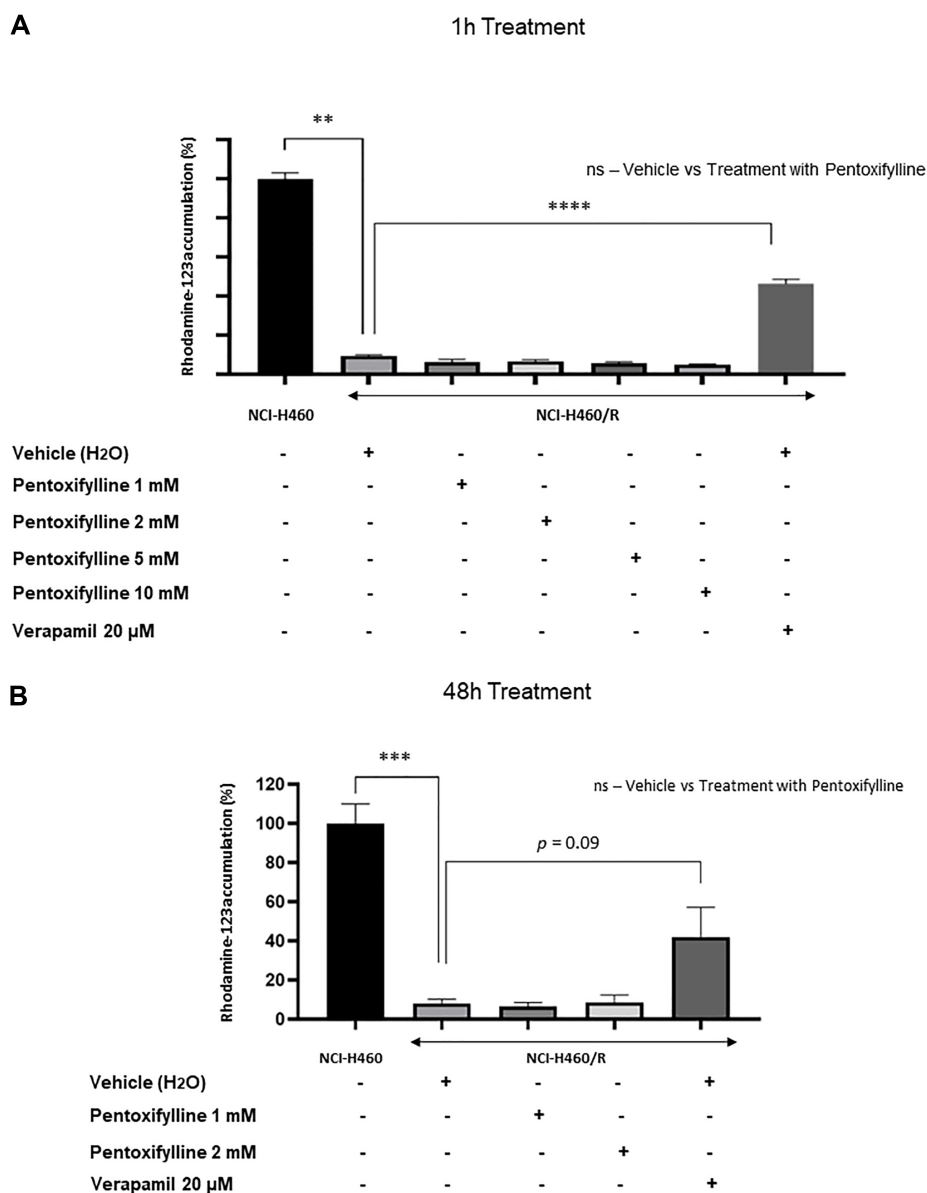 A
1h Treatment
**
ns – Vehicle vs Treatment with Pentoxifylline
****
Rhodamine-123accumulation (%)
NCI-H460
NCI-H460/R
Vehicle (H2O) - + - - - - +
Pentoxifylline 1 mM - - + - - - -
Pentoxifylline 2 mM - - - + - - -
Pentoxifylline 5 mM - - - - + - -
Pentoxifylline 10 mM - - - - - + -
Verapamil 20 µM - - - - - - +
B
48h Treatment
***
ns – Vehicle vs Treatment with Pentoxifylline
p = 0.09
Rhodamine-123accumulation (%)
120
100
80
60
40
20
0
NCI-H460
NCI-H460/R
Vehicle (H2O) - + - - +
Pentoxifylline 1 mM - - + - -
Pentoxifylline 2 mM - - - + -
Verapamil 20 µM - - - - +